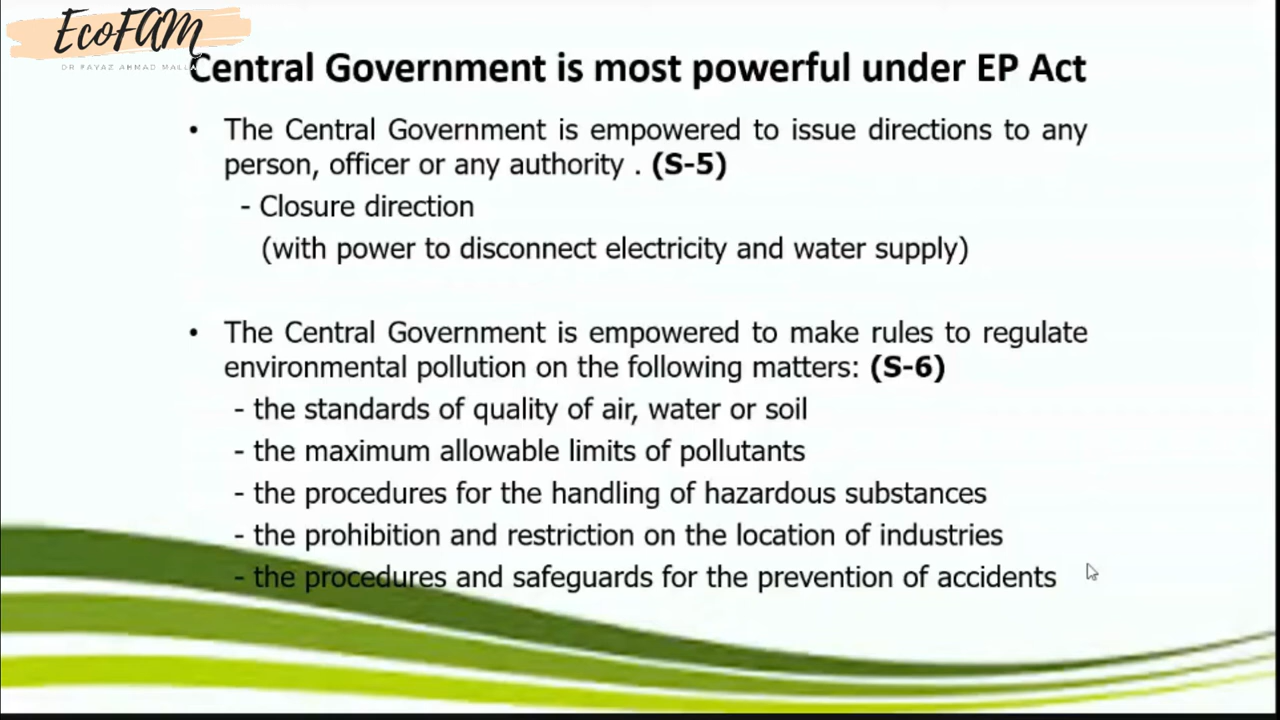 EcoFAM
Central Government is most powerful under EP Act
• The Central Government is empowered to issue directions to any
person, officer or any authority . (S-5)
- Closure direction
(with power to disconnect electricity and water supply)
• The Central Government is empowered to make rules to regulate
environmental pollution on the following matters: (S-6)
- the standards of quality of air, water or soil
- the maximum allowable limits of pollutants
- the procedures for the handling of hazardous substances
- the prohibition and restriction on the location of industries
- the procedures and safeguards for the prevention of accidents